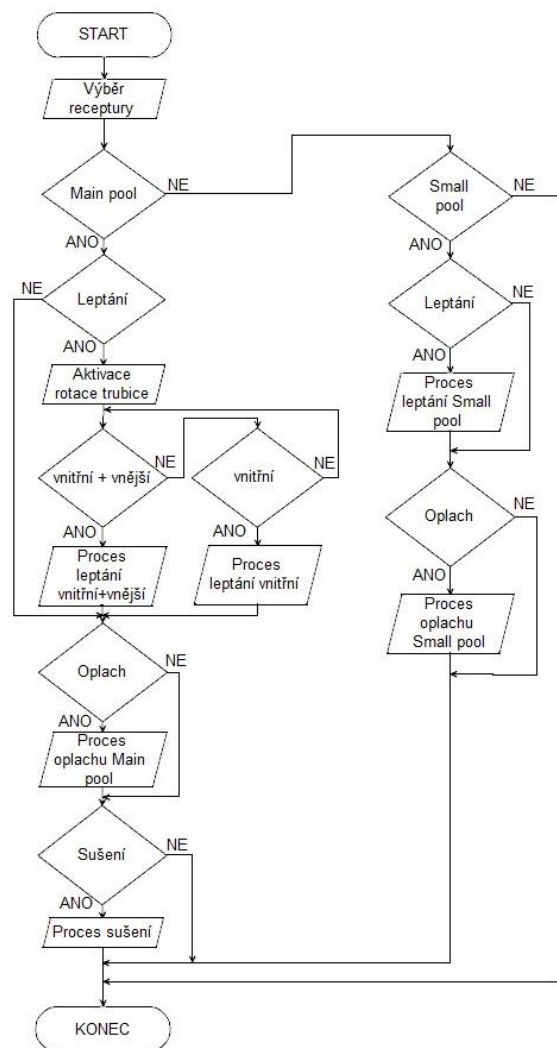 START
Výběr
receptury
Main pool
NE
ANO
Small
pool
NE
ANO
Leptání
NE
ANO
Leptání
ANO
Aktivace
rotace trubice
Proces
leptání Small
pool
vnitřní + vnější
NE
ANO
vnitřní
NE
ANO
Oplach
NE
ANO
Proces
leptání
vnitřní+vnější
Proces
leptání vnitřní
Proces
oplachu
Small pool
Oplach
NE
ANO
Proces
oplachu Main
pool
Sušení
NE
ANO
Proces sušení
KONEC